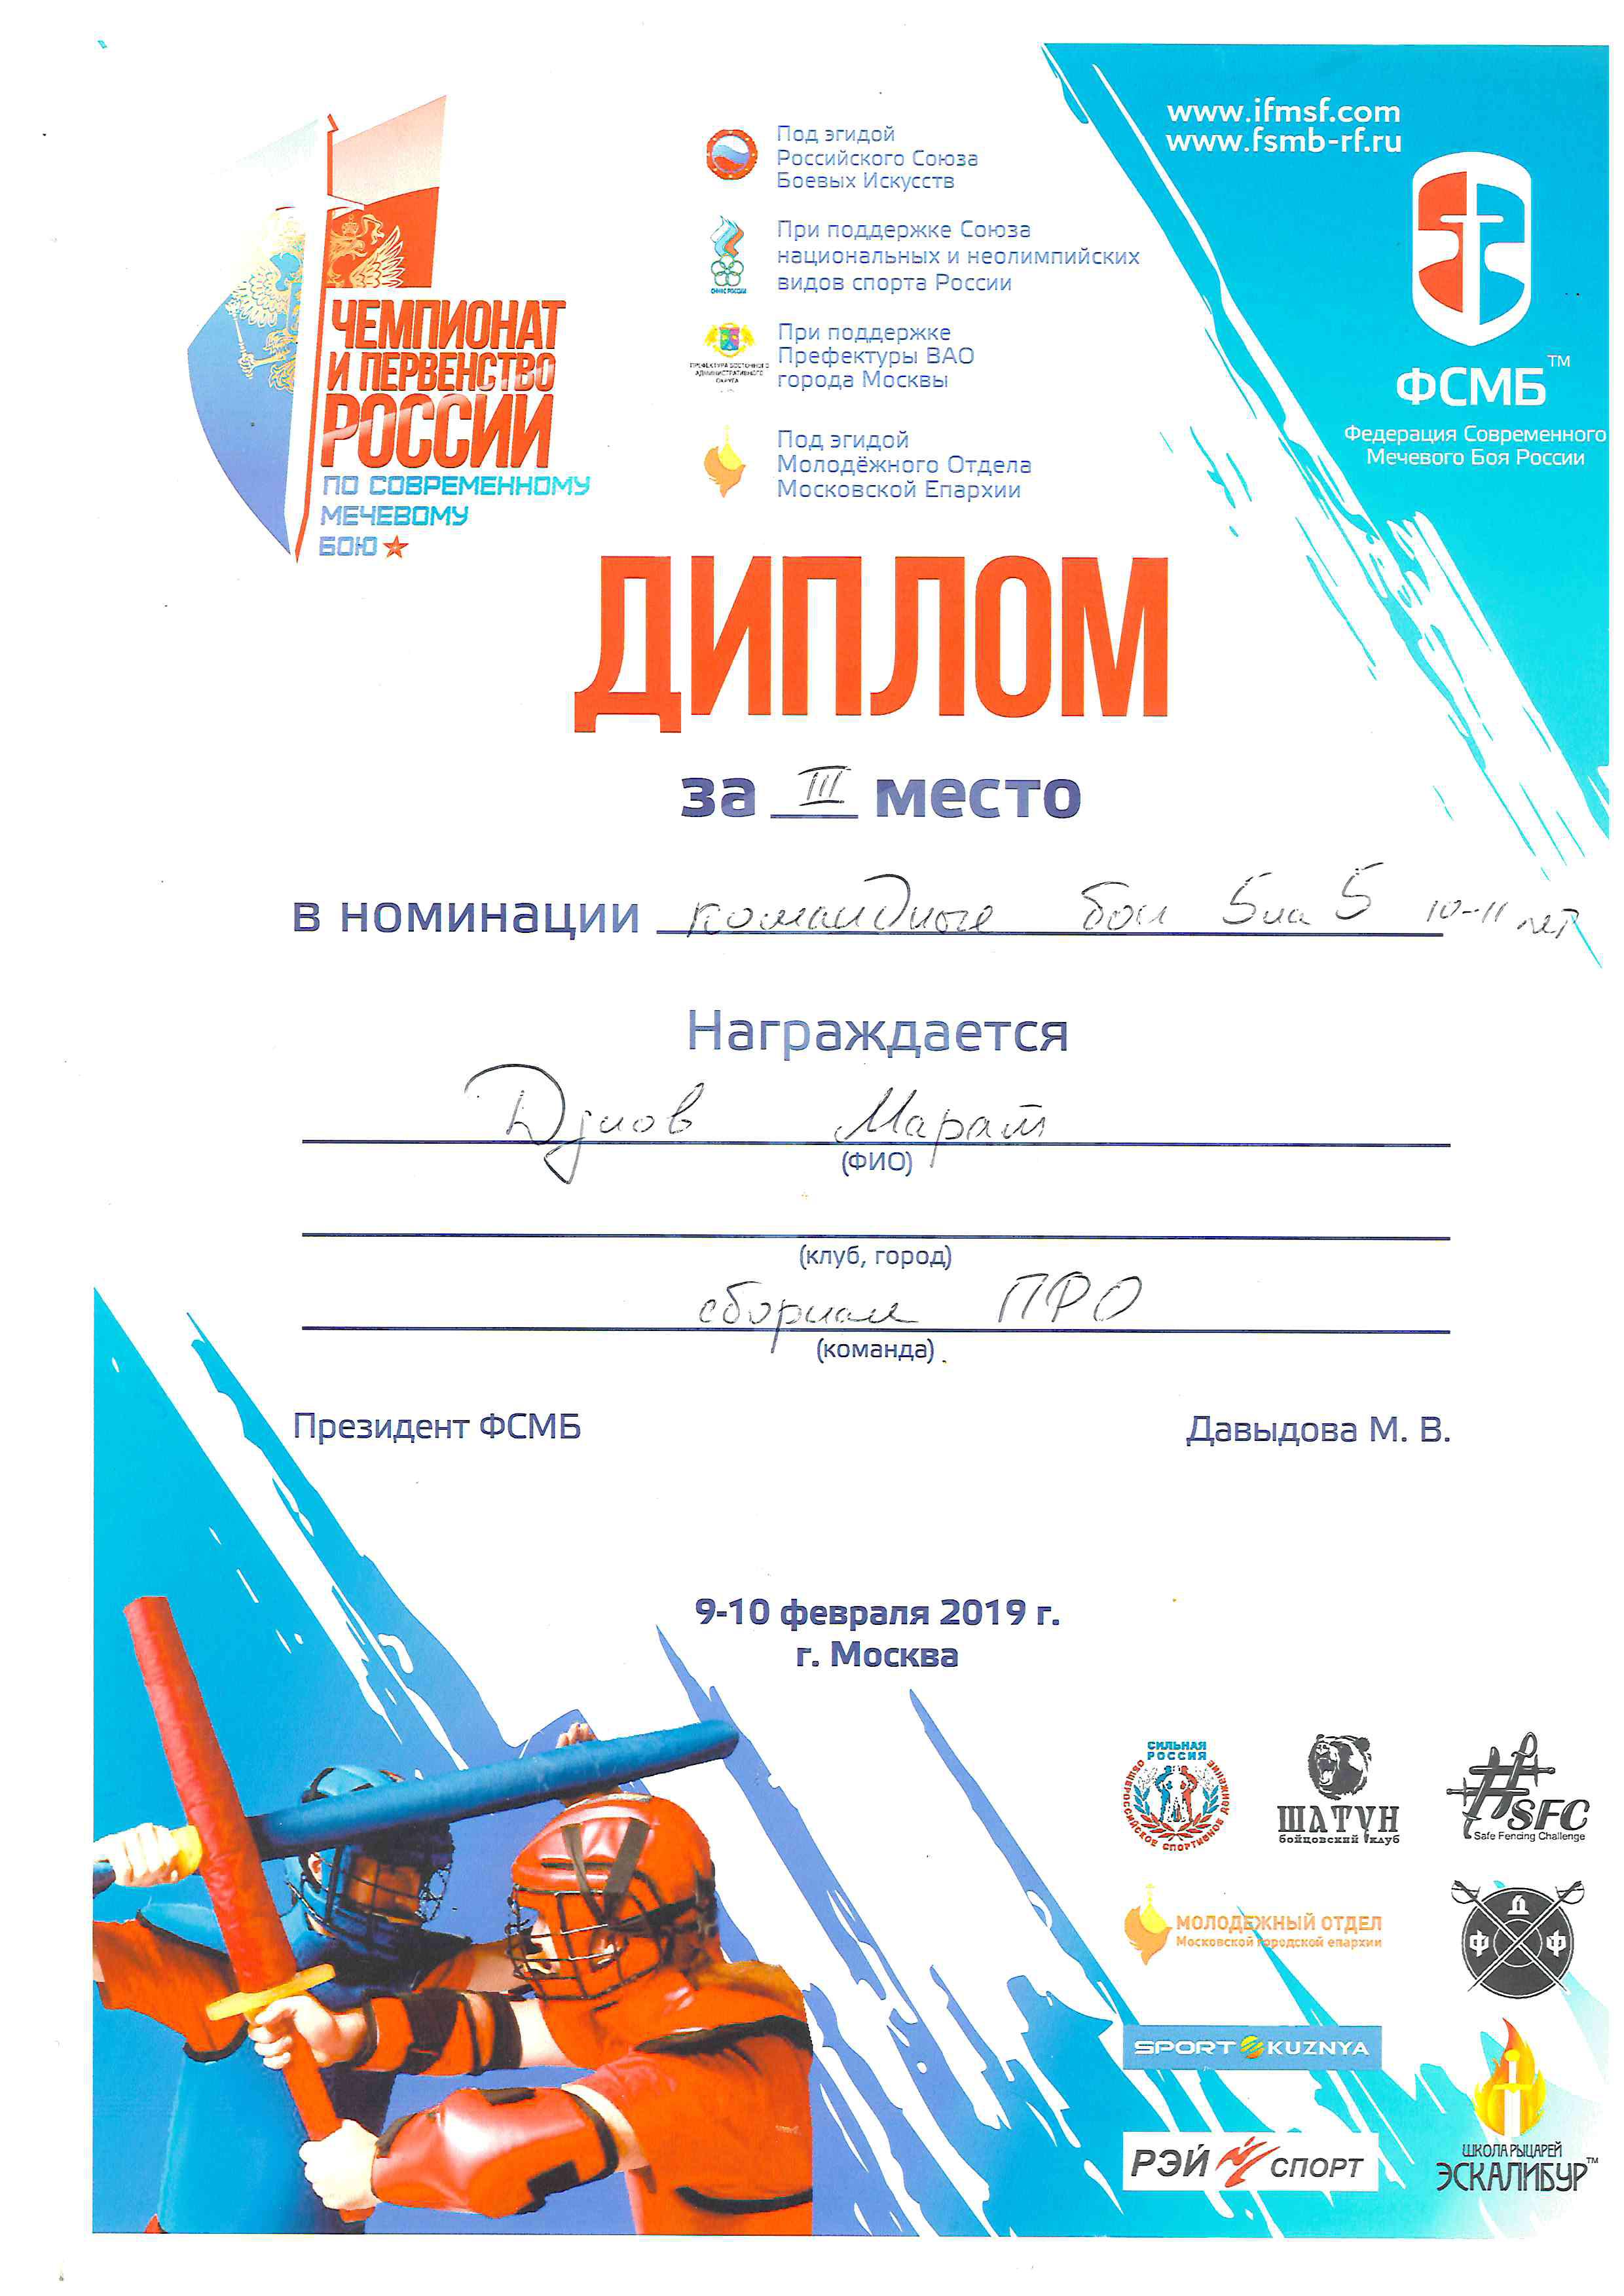 www.ifmsf.com
www.fsmb-rf.ru
Под эгидой
Российского Союза
Боевых Искусств
При поддержке Союза
национальных и неолимпийских
видов спорта России
ПРЕФЕКТУРА ВОСТОЧНОГО
АДМИНИСТРАТИВНОГО
ОКРУГА
При поддержке
Префектуры ВАО
города Москвы
Под эгидой
Молодёжного Отдела
Московской Епархии
ЧЕМПИОНАТ
И ПЕРВЕНСТВО
РОССИИ
ПО СОВРЕМЕННОМУ
МЕЧЕВОМУ
БОЮ
ФСМБ™
Федерация Современного
Мечевого Боя России
ДИПЛОМ
за III место
в номинации командные бои 5 на 5 10-11 лет
Награждается
Марат
(ФИО)
(клуб, город)
сборная ПРО
(команда)
Президент ФСМБ Давыдова М. В.
9-10 февраля 2019 г.
г. Москва
СИЛЬНАЯ
РОССИЯ
ОБЩЕРОССИЙСКОЕ СПОРТИВНОЕ ДВИЖЕНИЕ
ШАТУН
бойцовский клуб
SFC
Safe Fencing Challenge
МОЛОДЕЖНЫЙ ОТДЕЛ
Московской городской епархии
Ф Д Ф
SPORT KUZNYA
РЭЙ СПОРТ
ШКОЛА РЫЦАРЕЙ
ЭСКАЛИБУР™